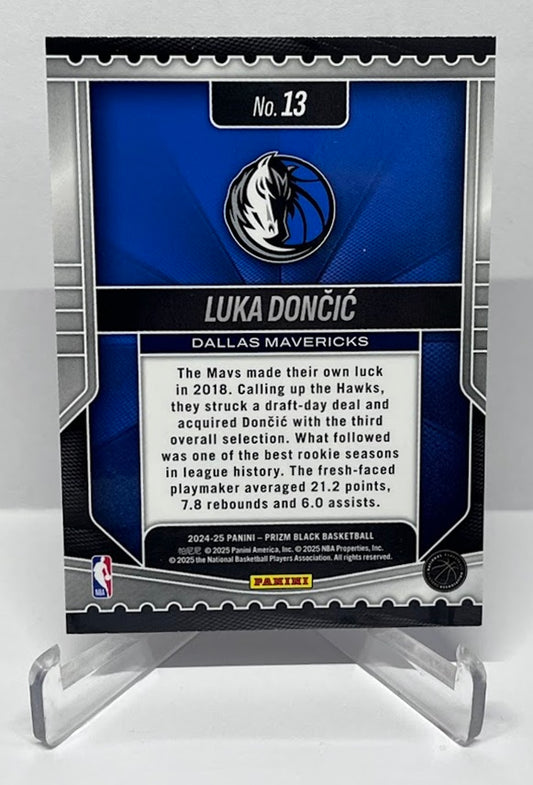 No. 13
LUKA DONČIĆ
DALLAS MAVERICKS
The Mavs made their own luck
in 2018. Calling up the Hawks,
they struck a draft-day deal and
acquired Dončić with the third
overall selection. What followed
was one of the best rookie seasons
in league history. The fresh-faced
playmaker averaged 21.2 points,
7.8 rebounds and 6.0 assists.
2024-25 PANINI – PRIZM BLACK BASKETBALL
帕尼尼 © 2025 Panini America, Inc. © 2025 NBA Properties, Inc.
© 2025 the National Basketball Players Association. All rights reserved.
PANINI
NBA